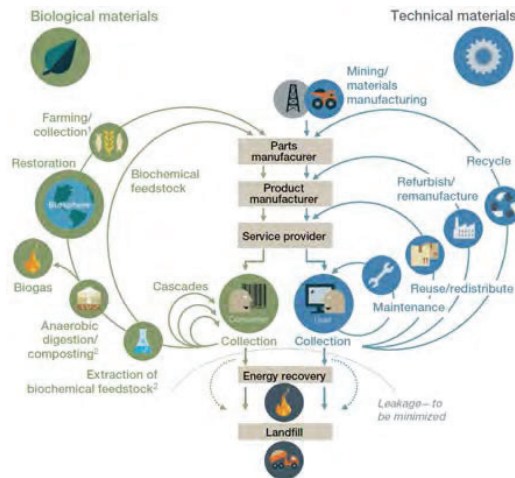 Biological materials
Technical materials
Mining/
materials
manufacturing
Farming/
collection¹
Parts
manufacurer
Recycle
Restoration
Biochemical
feedstock
Refurbish/
remanufacture
Product
manufacturer
Biosphere
Service provider
Biogas
Cascades
Consumer
User
Reuse/redistribute
Maintenance
Anaerobic
digestion/
composting²
Collection
Collection
Extraction of
biochemical feedstock²
Energy recovery
Leakage—to
be minimized
Landfill